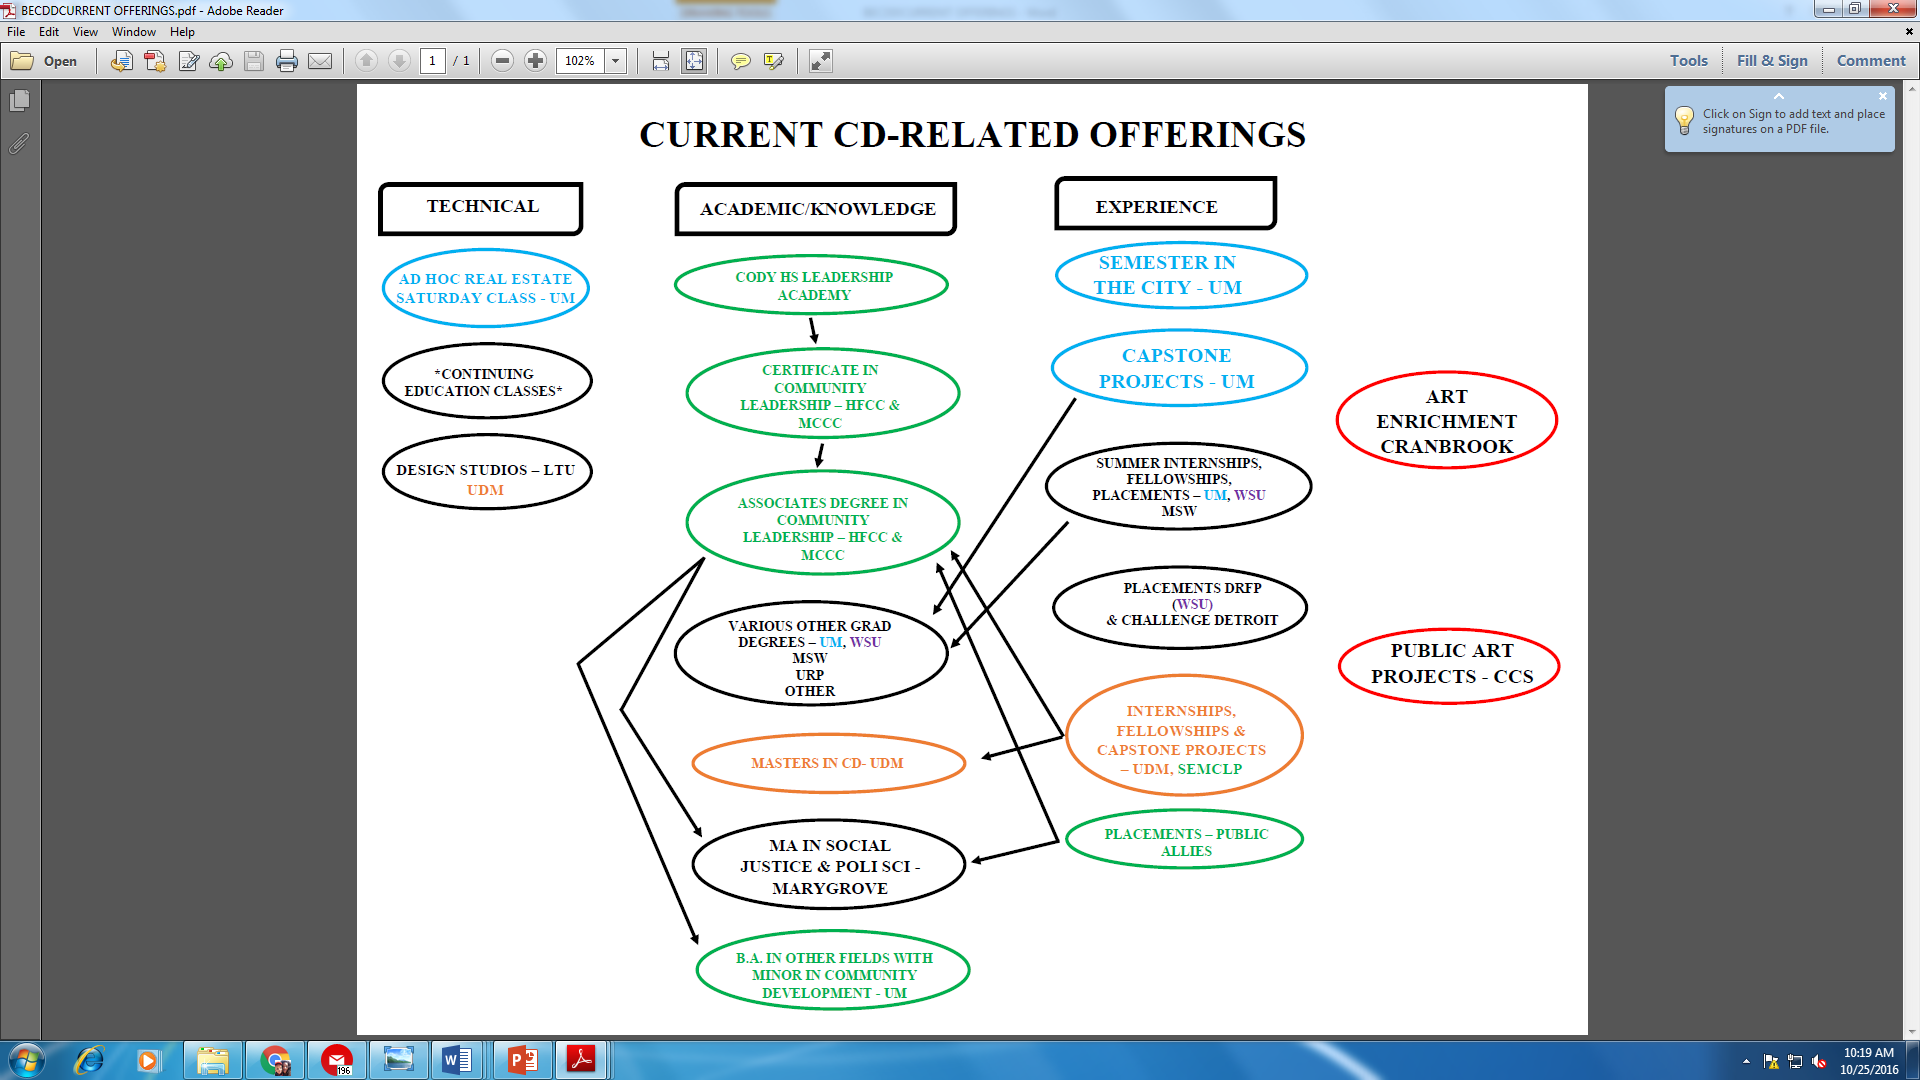 BECDDCURRENT OFFERINGS.pdf - Adobe Reader
File Edit View Window Help
Open
1 / 1
102%
Tools Fill & Sign Comment
Click on Sign to add text and place
signatures on a PDF file.
CURRENT CD-RELATED OFFERINGS
TECHNICAL
AD HOC REAL ESTATE
SATURDAY CLASS - UM
*CONTINUING
EDUCATION CLASSES*
DESIGN STUDIOS – LTU
UDM
ACADEMIC/KNOWLEDGE
CODY HS LEADERSHIP
ACADEMY
CERTIFICATE IN
COMMUNITY
LEADERSHIP – HFCC &
MCCC
ASSOCIATES DEGREE IN
COMMUNITY
LEADERSHIP – HFCC &
MCCC
VARIOUS OTHER GRAD
DEGREES – UM, WSU
MSW
URP
OTHER
MASTERS IN CD- UDM
MA IN SOCIAL
JUSTICE & POLI SCI -
MARYGROVE
B.A. IN OTHER FIELDS WITH
MINOR IN COMMUNITY
DEVELOPMENT - UM
EXPERIENCE
SEMESTER IN
THE CITY - UM
CAPSTONE
PROJECTS - UM
SUMMER INTERNSHIPS,
FELLOWSHIPS,
PLACEMENTS – UM, WSU
MSW
PLACEMENTS DRFP
(WSU)
& CHALLENGE DETROIT
INTERNSHIPS,
FELLOWSHIPS &
CAPSTONE PROJECTS
– UDM, SEMCLP
PLACEMENTS – PUBLIC
ALLIES
ART
ENRICHMENT
CRANBROOK
PUBLIC ART
PROJECTS - CCS
196
10:19 AM
10/25/2016